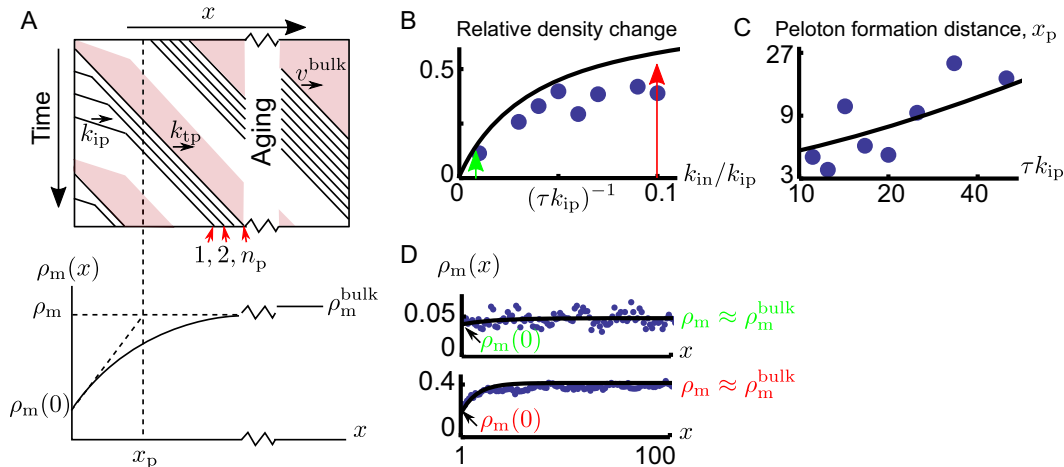 A
x
Time
k_ip
k_tp
Aging
v^bulk
1, 2, n_p
ρ_m(x)
ρ_m
ρ_m^bulk
ρ_m(0)
x
x_p
B
Relative density change
0.5
0
0
(τk_ip)^−1
0.1
k_in/k_ip
C
Peloton formation distance, x_p
27
9
3
10
20
40
τk_ip
D
ρ_m(x)
0.05
0
ρ_m(0)
ρ_m ≈ ρ_m^bulk
x
0.4
0
ρ_m(0)
ρ_m ≈ ρ_m^bulk
x
1
100